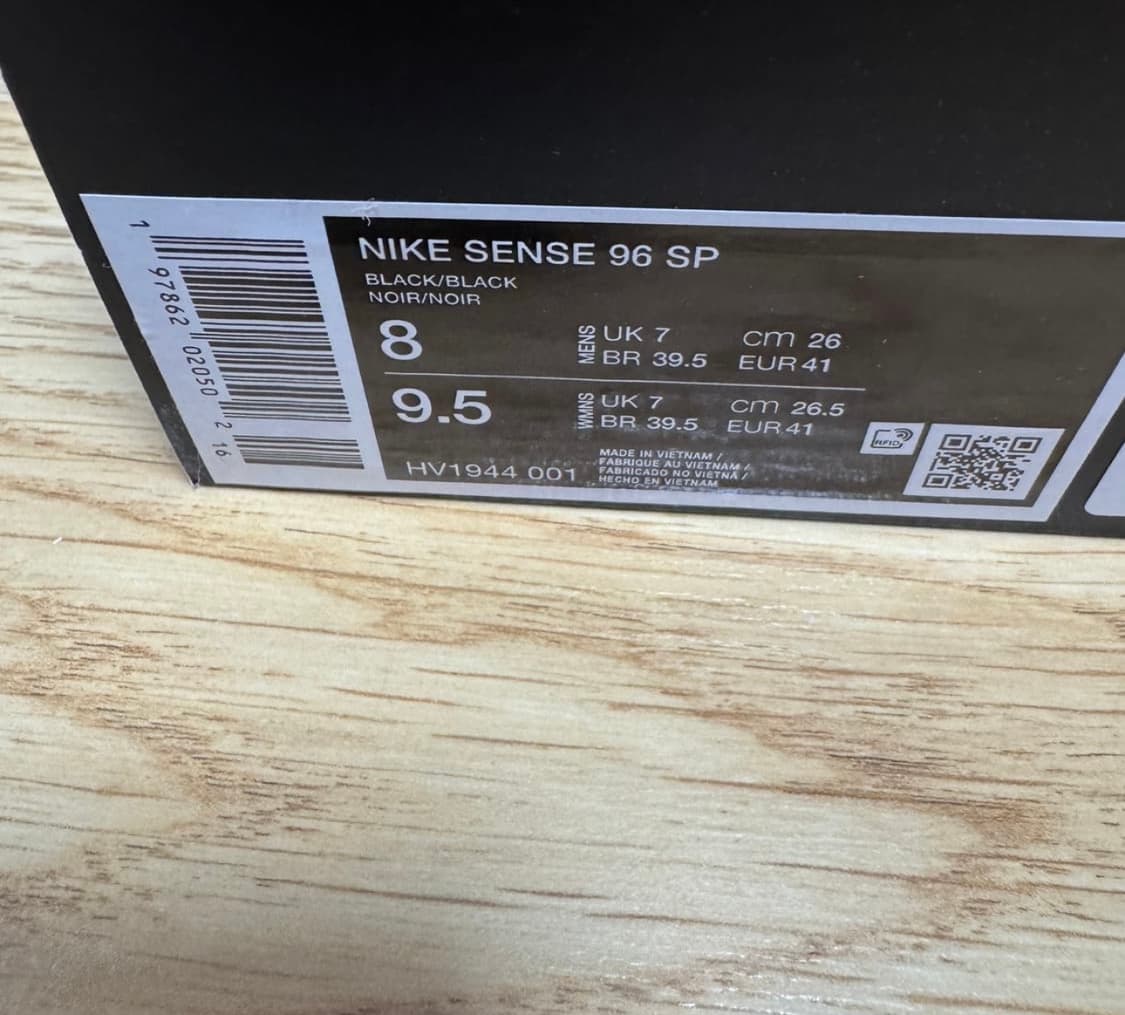 NIKE SENSE 96 SP
BLACK/BLACK
NOIR/NOIR
8
MENS
UK 7 cm 26
BR 39.5 EUR 41
9.5
WMNS
UK 7 cm 26.5
BR 39.5 EUR 41
HV1944 001
MADE IN VIETNAM /
FABRIQUE AU VIETNAM /
FABRICADO NO VIETNA /
HECHO EN VIETNAM
RFID
1 97862 02050 2 16